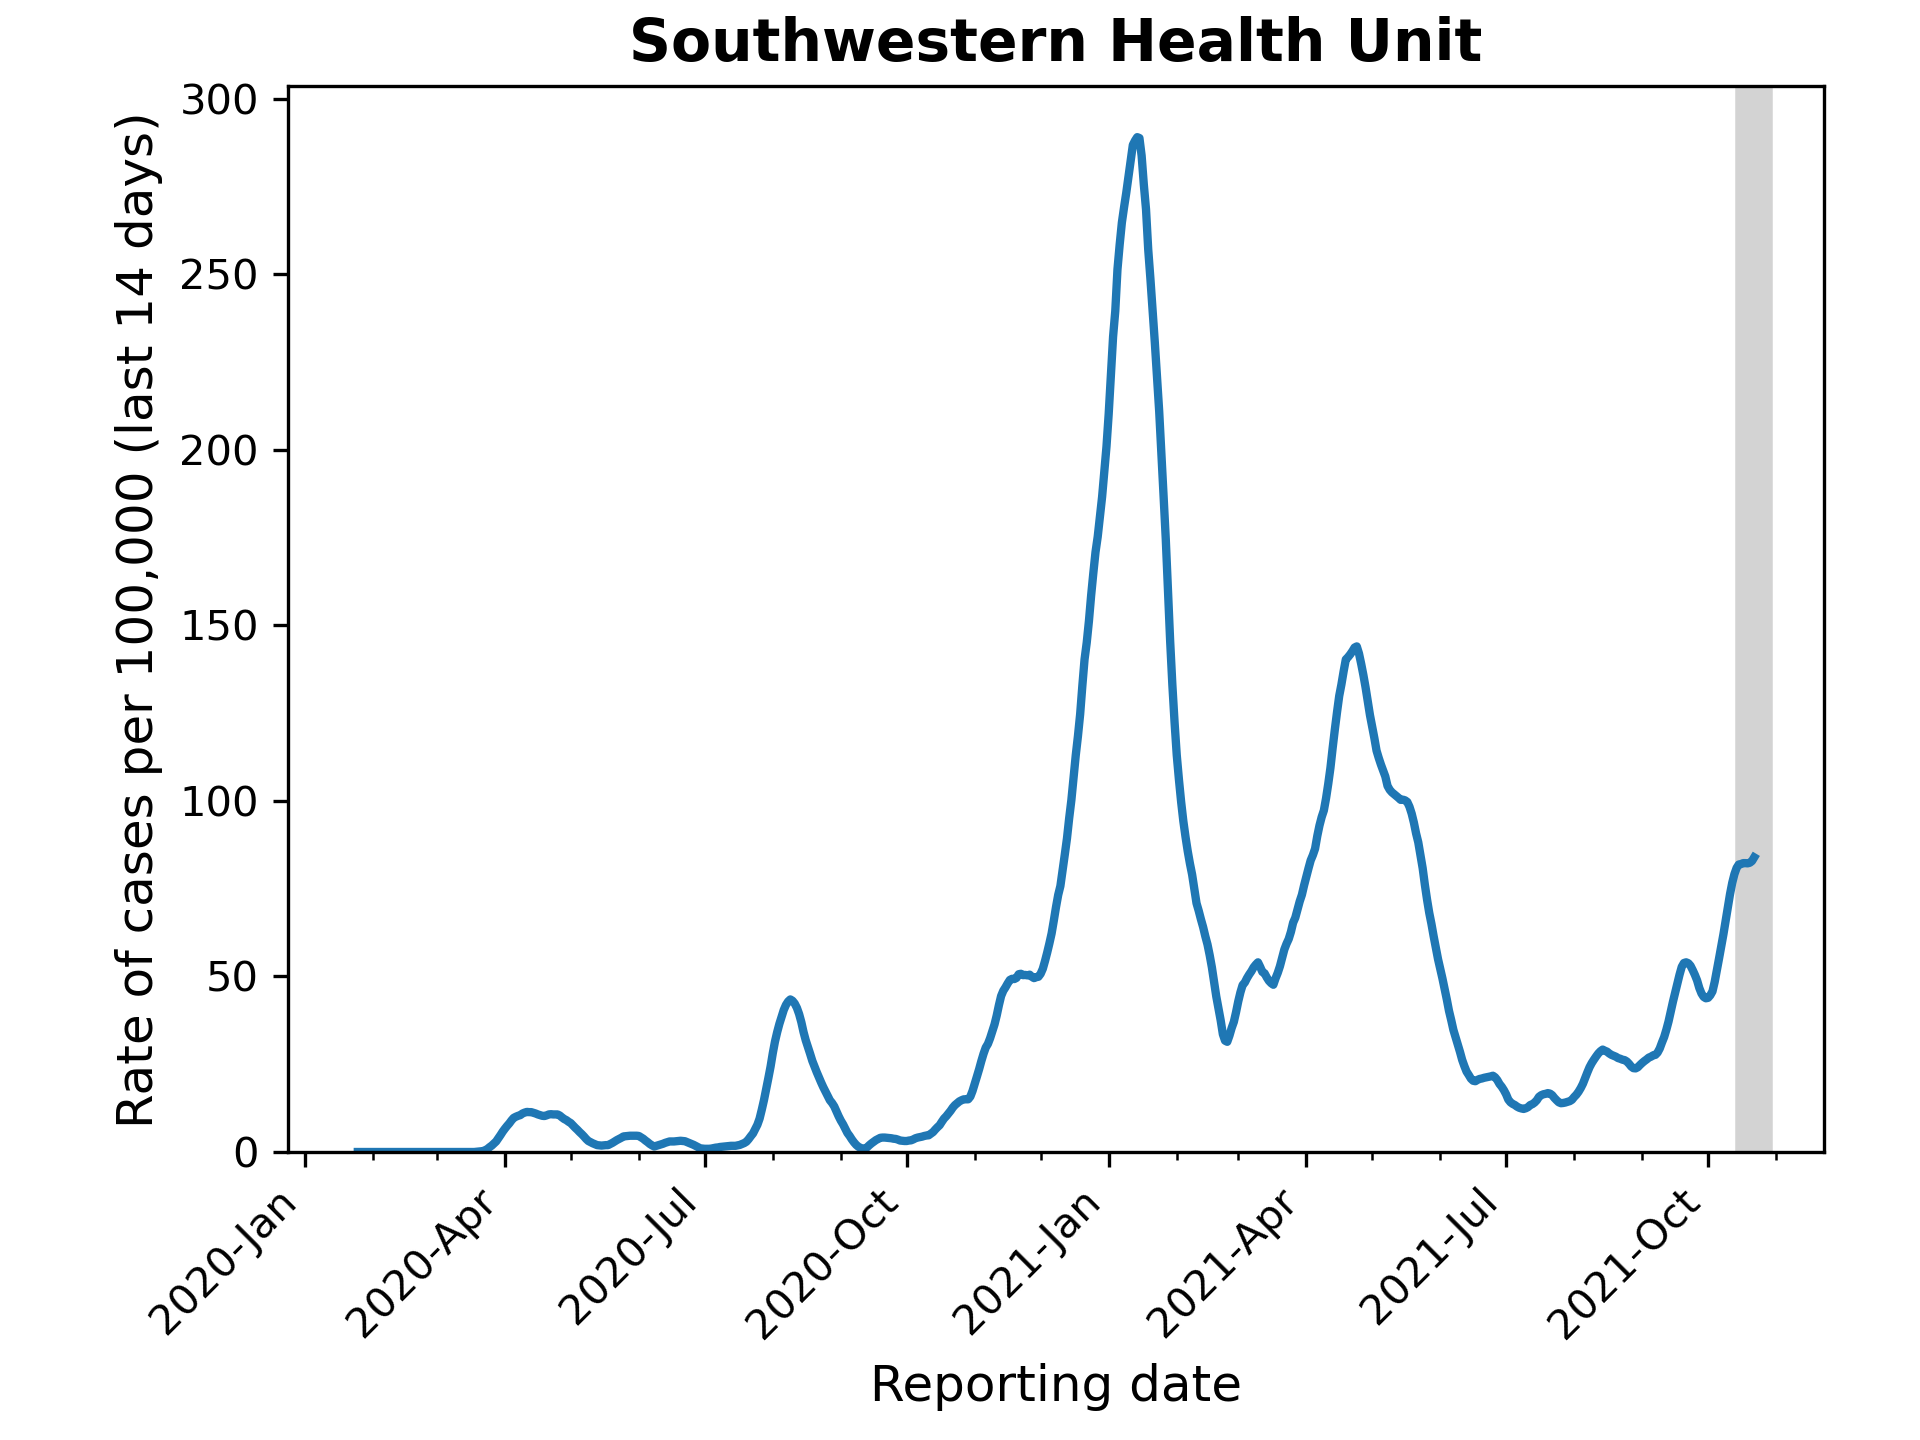 Southwestern Health Unit
Rate of cases per 100,000 (last 14 days)
300
250
200
150
100
50
0
2020-Jan
2020-Apr
2020-Jul
2020-Oct
2021-Jan
2021-Apr
2021-Jul
2021-Oct
Reporting date